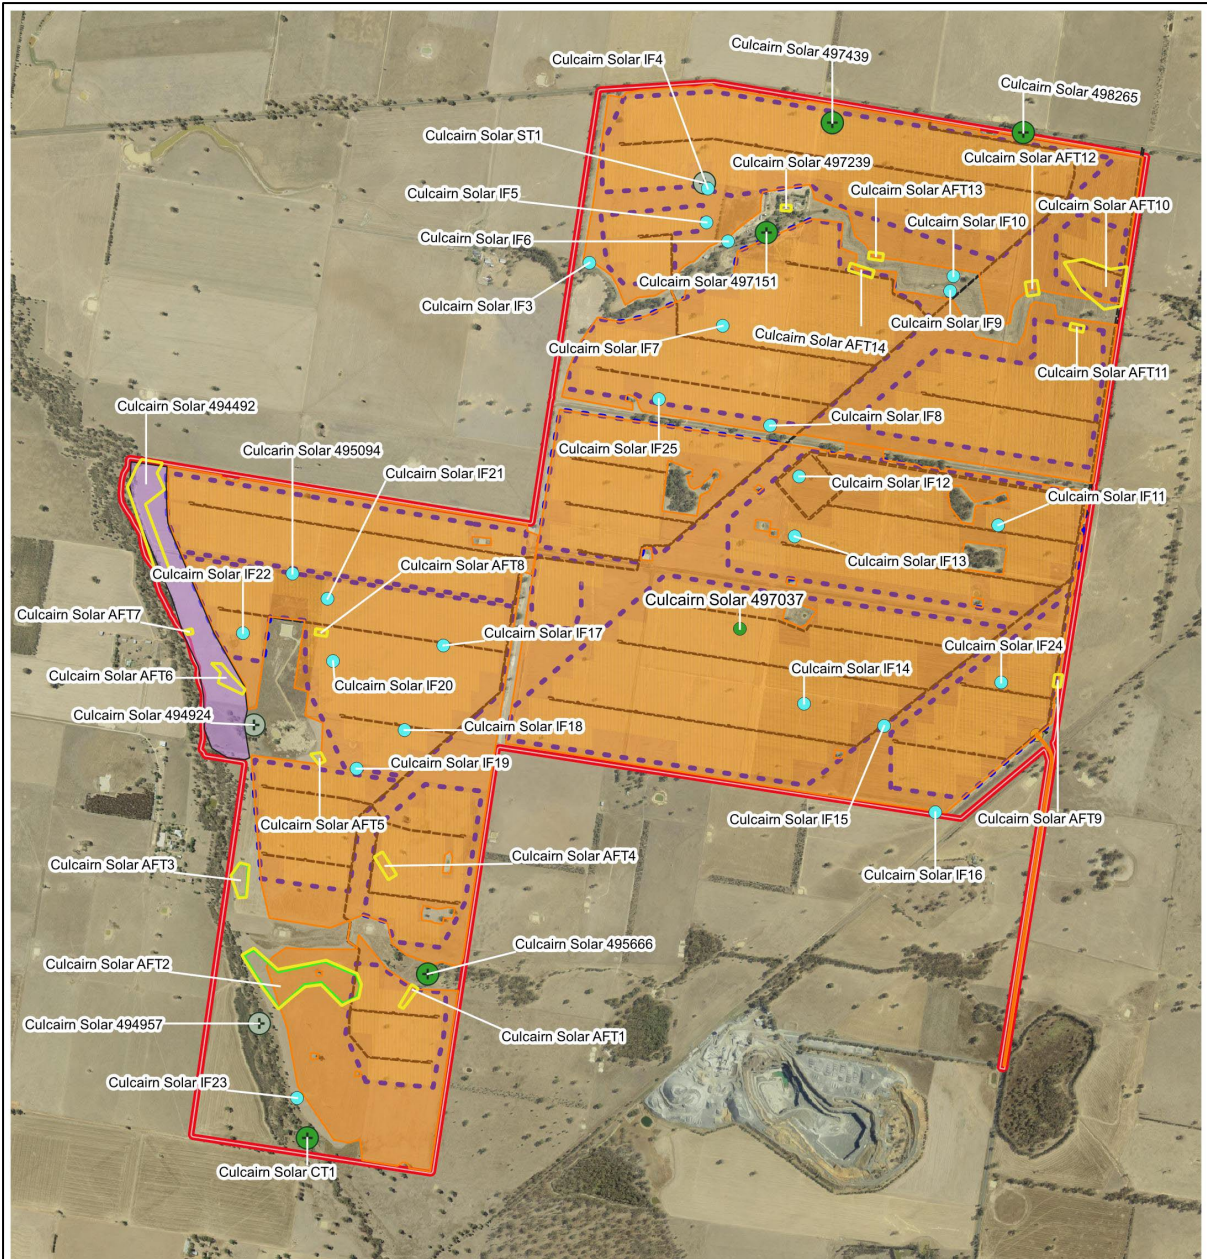 Culcairn Solar 497439
Culcairn Solar IF4
Culcairn Solar 498265
Culcairn Solar ST1
Culcairn Solar 497239
Culcairn Solar AFT12
Culcairn Solar AFT13
Culcairn Solar IF5
Culcairn Solar AFT10
Culcairn Solar IF10
Culcairn Solar IF6
Culcairn Solar 497151
Culcairn Solar IF3
Culcairn Solar IF9
Culcairn Solar AFT14
Culcairn Solar IF7
Culcairn Solar AFT11
Culcairn Solar 494492
Culcairn Solar IF8
Culcairn Solar IF25
Culcarin Solar 495094
Culcairn Solar IF21
Culcairn Solar IF12
Culcairn Solar IF11
Culcairn Solar IF13
Culcairn Solar AFT8
Culcairn Solar IF22
Culcairn Solar 497037
Culcairn Solar AFT7
Culcairn Solar IF17
Culcairn Solar IF24
Culcairn Solar AFT6
Culcairn Solar IF20
Culcairn Solar IF14
Culcairn Solar 494924
Culcairn Solar IF18
Culcairn Solar IF19
Culcairn Solar IF15
Culcairn Solar AFT9
Culcairn Solar AFT5
Culcairn Solar AFT4
Culcairn Solar AFT3
Culcairn Solar IF16
Culcairn Solar 495666
Culcairn Solar AFT2
Culcairn Solar 494957
Culcairn Solar AFT1
Culcairn Solar IF23
Culcairn Solar CT1